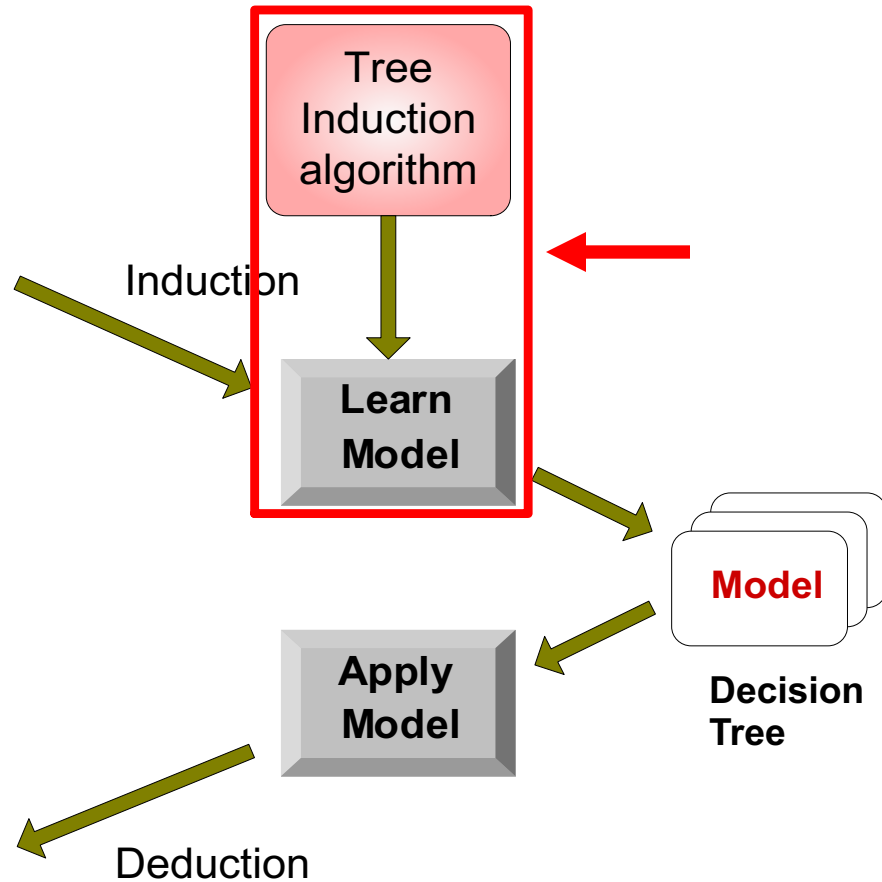 Tree
Induction
algorithm
Induction
Learn
Model
Model
Apply
Model
Decision
Tree
Deduction